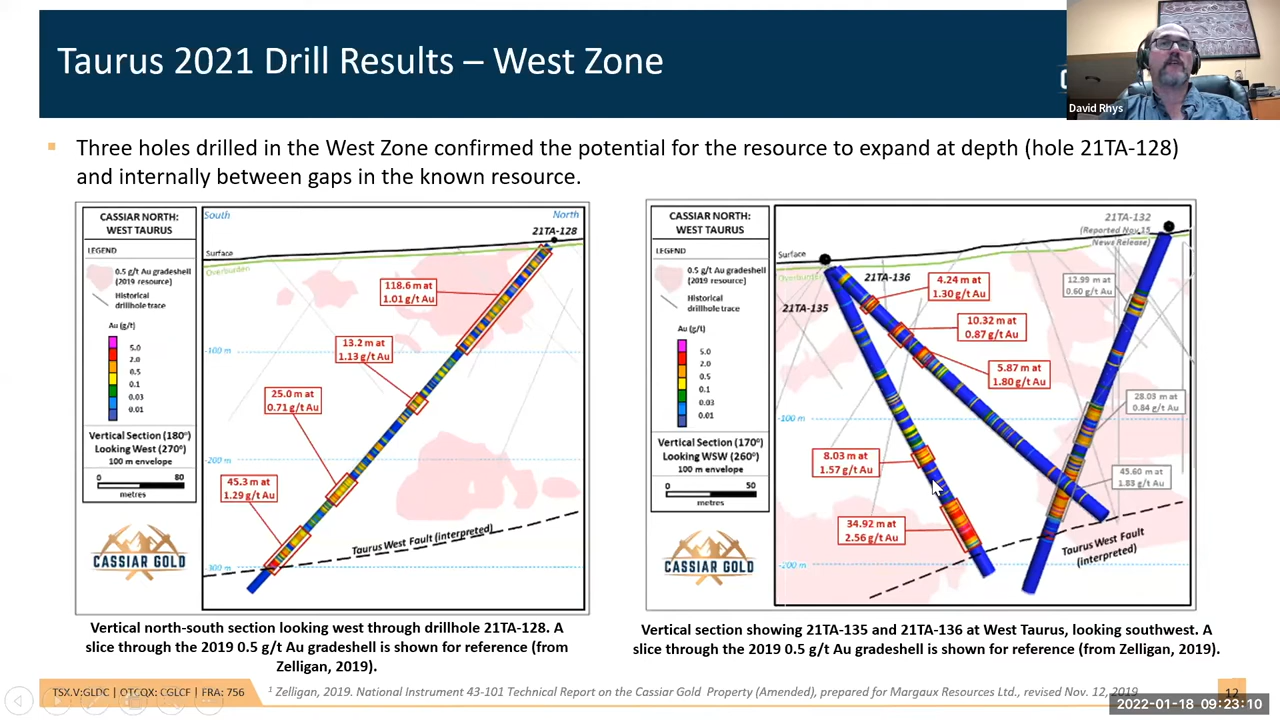 Taurus 2021 Drill Results – West Zone
David Rhys
Three holes drilled in the West Zone confirmed the potential for the resource to expand at depth (hole 21TA-128)
and internally between gaps in the known resource.
CASSIAR NORTH:
WEST TAURUS
LEGEND
0.5 g/t Au gradeshell
(2019 resource)
Historical
drillhole trace
Au (g/t)
5.0
2.0
0.5
0.1
0.03
0.01
Vertical Section (180°)
Looking West (270°)
100 m envelope
0 80
metres
CASSIAR GOLD
South
North
21TA-128
Surface
Overburden
118.6 m at
1.01 g/t Au
-100 m
13.2 m at
1.13 g/t Au
25.0 m at
0.71 g/t Au
-200 m
45.3 m at
1.29 g/t Au
Taurus West Fault (interpreted)
-300 m
Vertical north-south section looking west through drillhole 21TA-128. A
slice through the 2019 0.5 g/t Au gradeshell is shown for reference (from
Zelligan, 2019).
CASSIAR NORTH:
WEST TAURUS
LEGEND
0.5 g/t Au gradeshell
(2019 resource)
Historical
drillhole trace
Au (g/t)
5.0
2.0
0.5
0.1
0.03
0.01
Vertical Section (170°)
Looking WSW (260°)
100 m envelope
0 50
metres
CASSIAR GOLD
21TA-132
(Reported Nov.15
News Release)
Surface
21TA-136
21TA-135
4.24 m at
1.30 g/t Au
12.99 m at
0.60 g/t Au
10.32 m at
0.87 g/t Au
5.87 m at
1.80 g/t Au
28.03 m at
0.84 g/t Au
-100 m
8.03 m at
1.57 g/t Au
45.60 m at
1.83 g/t Au
34.92 m at
2.56 g/t Au
Taurus West Fault
(interpreted)
-200 m
Vertical section showing 21TA-135 and 21TA-136 at West Taurus, looking southwest. A
slice through the 2019 0.5 g/t Au gradeshell is shown for reference (from Zelligan, 2019).
TSX.V:GLDC | OTCQX: CGLCF | FRA: 756
1 Zelligan, 2019. National Instrument 43-101 Technical Report on the Cassiar Gold Property (Amended), prepared for Margaux Resources Ltd., revised Nov. 12, 2019
12
2022-01-18 09:23:10